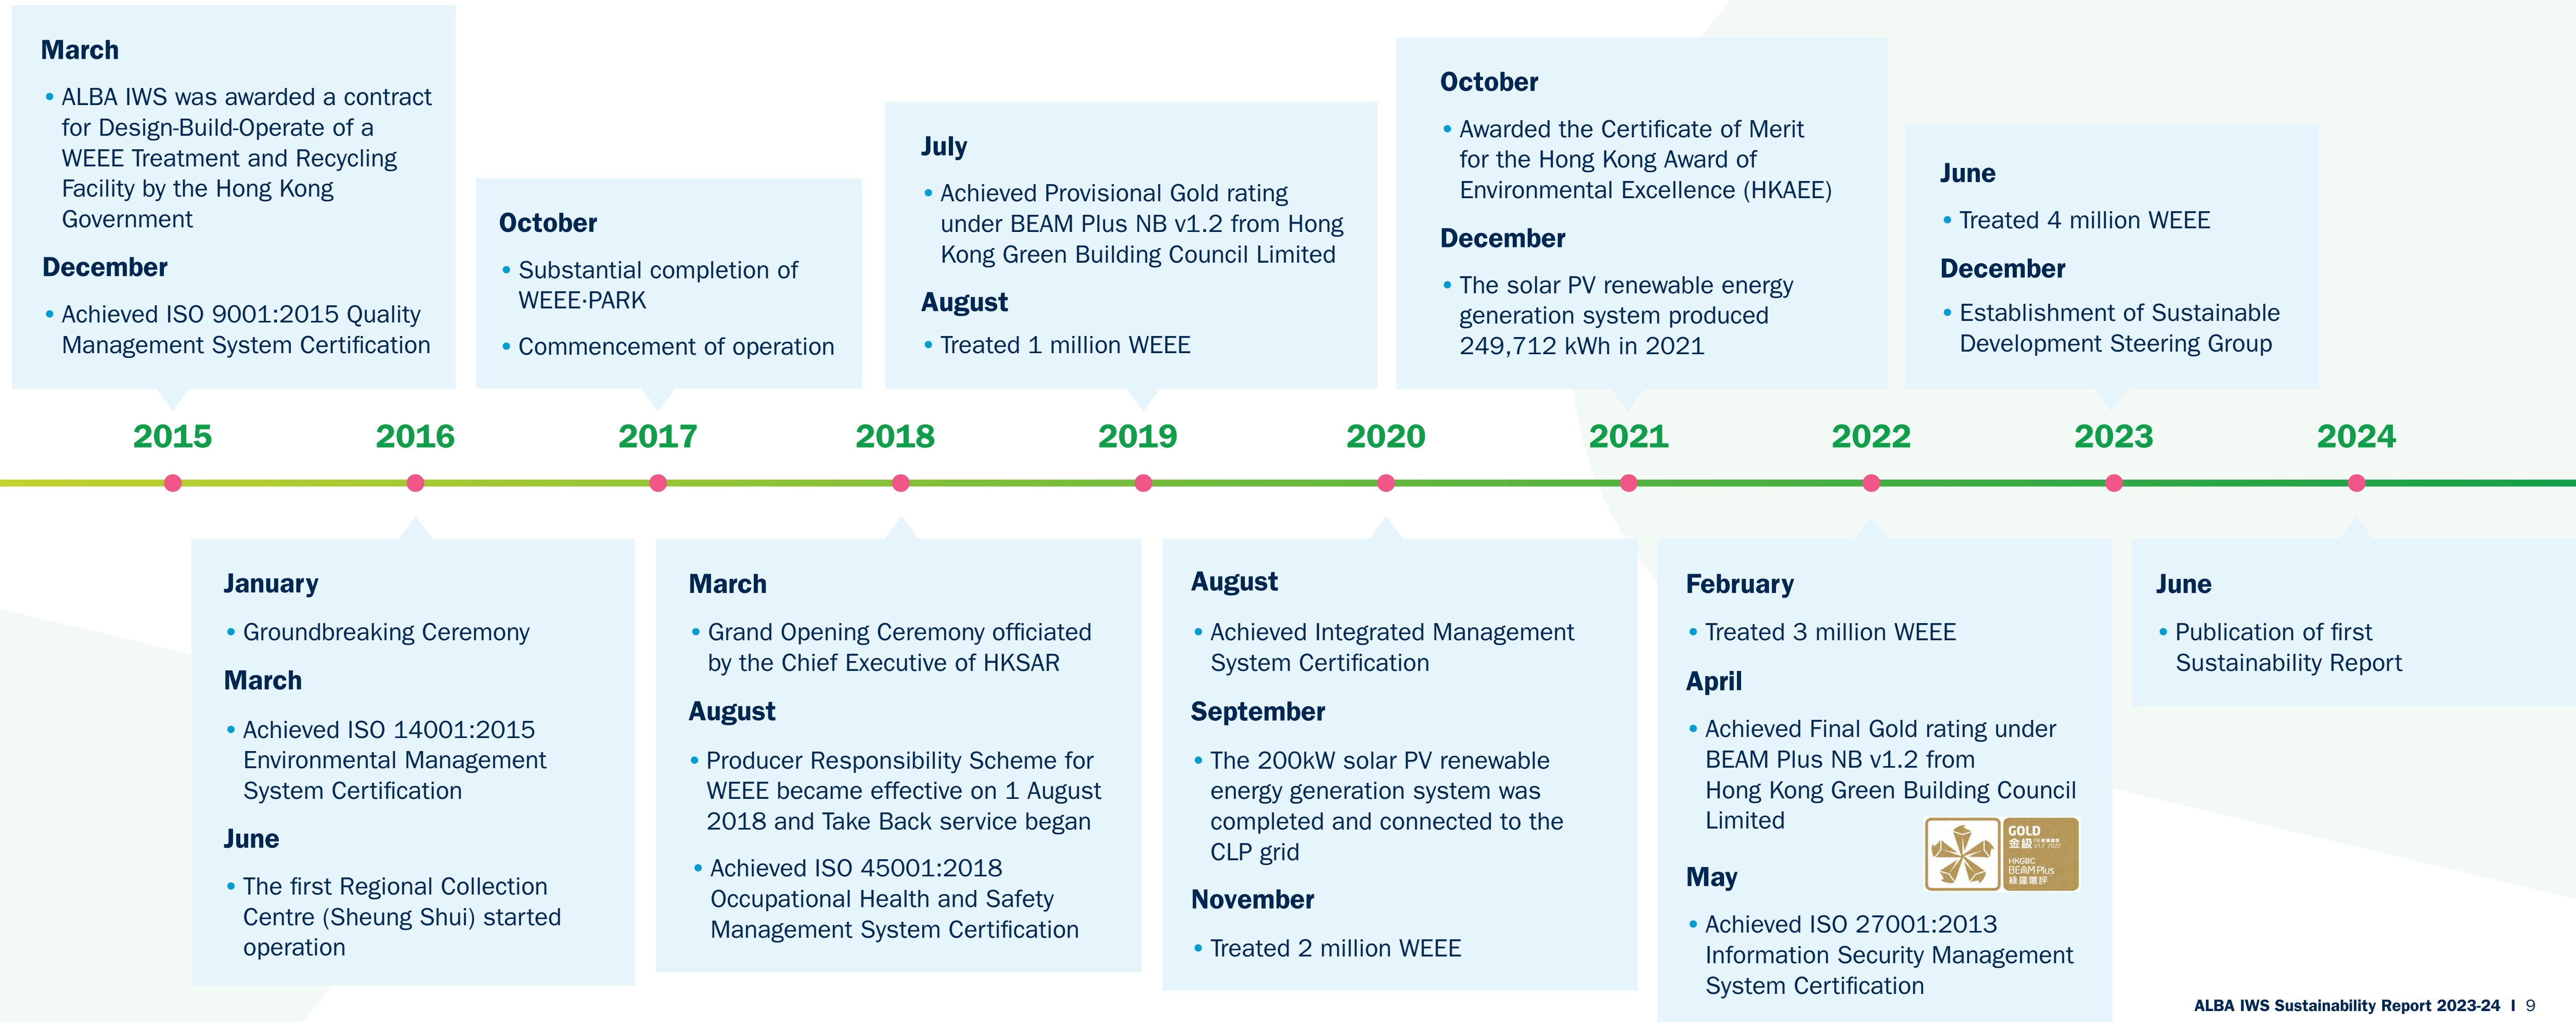 March
• ALBA IWS was awarded a contract
for Design-Build-Operate of a
WEEE Treatment and Recycling
Facility by the Hong Kong
Government
December
• Achieved ISO 9001:2015 Quality
Management System Certification
October
• Substantial completion of
WEEE·PARK
• Commencement of operation
July
• Achieved Provisional Gold rating
under BEAM Plus NB v1.2 from Hong
Kong Green Building Council Limited
August
• Treated 1 million WEEE
October
• Awarded the Certificate of Merit
for the Hong Kong Award of
Environmental Excellence (HKAEE)
December
• The solar PV renewable energy
generation system produced
249,712 kWh in 2021
June
• Treated 4 million WEEE
December
• Establishment of Sustainable
Development Steering Group
2015 2016 2017 2018 2019 2020 2021 2022 2023 2024
January
• Groundbreaking Ceremony
March
• Achieved ISO 14001:2015
Environmental Management
System Certification
June
• The first Regional Collection
Centre (Sheung Shui) started
operation
March
• Grand Opening Ceremony officiated
by the Chief Executive of HKSAR
August
• Producer Responsibility Scheme for
WEEE became effective on 1 August
2018 and Take Back service began
• Achieved ISO 45001:2018
Occupational Health and Safety
Management System Certification
August
• Achieved Integrated Management
System Certification
September
• The 200kW solar PV renewable
energy generation system was
completed and connected to the
CLP grid
November
• Treated 2 million WEEE
February
• Treated 3 million WEEE
April
• Achieved Final Gold rating under
BEAM Plus NB v1.2 from
Hong Kong Green Building Council
Limited
GOLD
金級
HKGBC
BEAM Plus
綠建環評
May
• Achieved ISO 27001:2013
Information Security Management
System Certification
June
• Publication of first
Sustainability Report
ALBA IWS Sustainability Report 2023-24 I 9